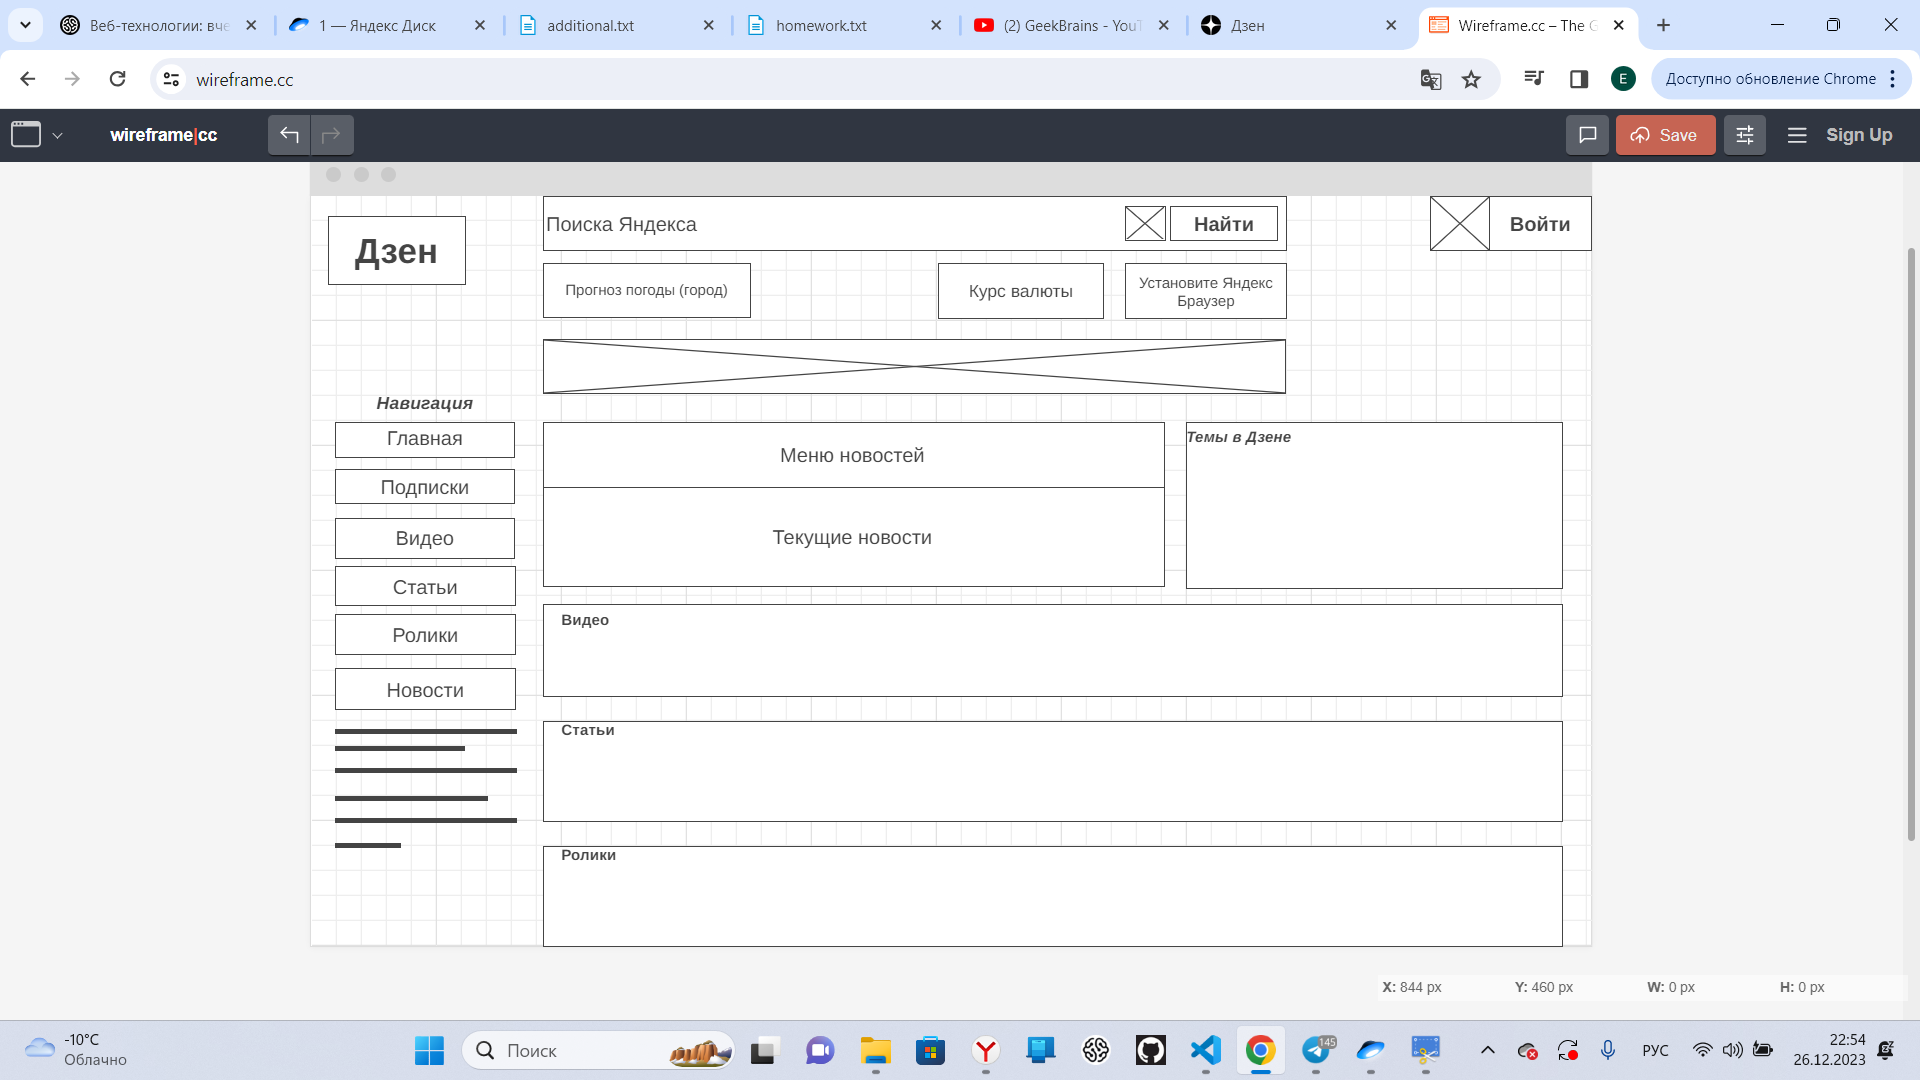 Веб-технологии: вче
1 — Яндекс Диск
additional.txt
homework.txt
(2) GeekBrains - YouT
Дзен
Wireframe.cc – The G
wireframe.cc
E
Доступно обновление Chrome
wireframe|cc
Save
Sign Up
Дзен
Поиска Яндекса
Найти
Войти
Прогноз погоды (город)
Курс валюты
Установите Яндекс
Браузер
Навигация
Главная
Подписки
Видео
Статьи
Ролики
Новости
Меню новостей
Текущие новости
Темы в Дзене
Видео
Статьи
Ролики
X: 844 px
Y: 460 px
W: 0 px
H: 0 px
-10°C
Облачно
Поиск
145
РУС
22:54
26.12.2023